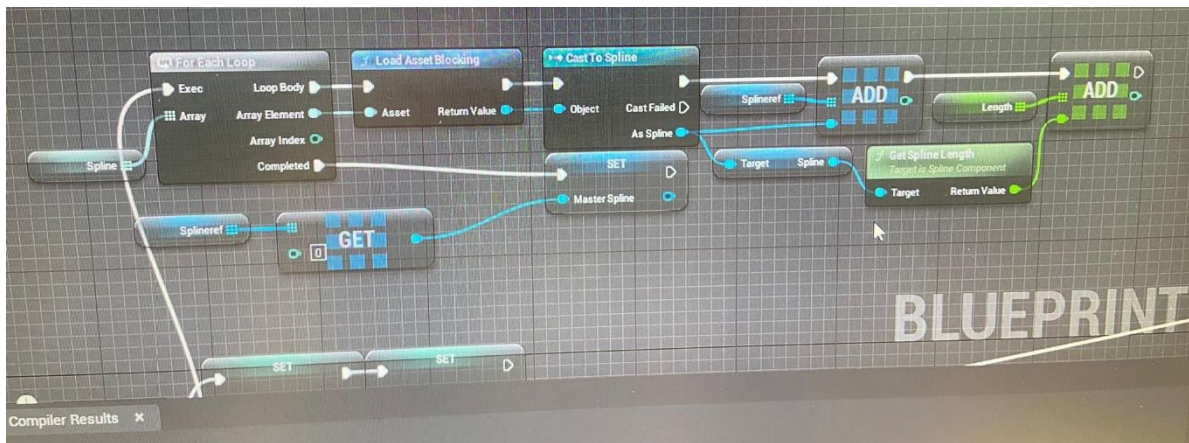 For Each Loop
Exec
Loop Body
Array
Array Element
Array Index
Completed
Spline
f Load Asset Blocking
Asset
Return Value
Cast To Spline
Object
Cast Failed
As Spline
Splineref
ADD
Length
ADD
SET
Master Spline
Target
Spline
f Get Spline Length
Target is Spline Component
Target
Return Value
Splineref
0
GET
SET
SET
BLUEPRINT
Compiler Results ×